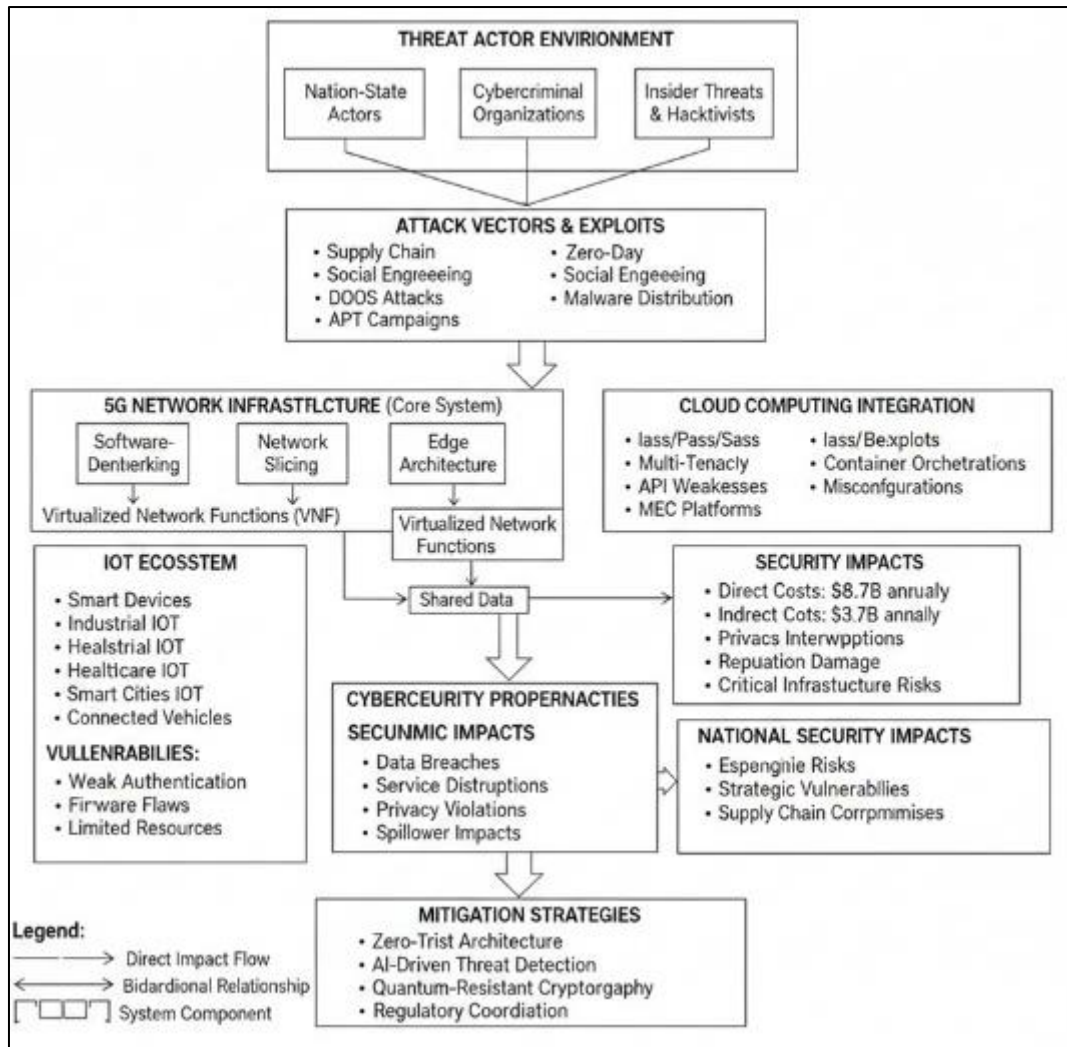 THREAT ACTOR ENVIRIONMENT
Nation-State
Actors
Cybercriminal
Organizations
Insider Threats
& Hacktivists
ATTACK VECTORS & EXPLOITS
• Supply Chain
• Social Engreeeing
• DOOS Attacks
• APT Campaigns
• Zero-Day
• Social Engeeeing
• Malware Distribution
5G NETWORK INFRASTFLCTURE (Core System)
Software-
Dentherking
Network
Slicing
Edge
Architecture
Virtualized Network Functions (VNF)
Virtualized Network
Functions
CLOUD COMPUTING INTEGRATION
• Iass/Pass/Sass
• Multi-Tenacly
• API Weakesses
• MEC Platforms
• Iass/Be:xplots
• Container Orchetrations
• Misconfgurations
IOT ECOSSTEM
• Smart Devices
• Industrial IOT
• Healstrial IOT
• Healtcare IOT
• Smart Cities IOT
• Connected Vehicles
VULLENRABILIES:
• Weak Authentication
• Firware Flaws
• Limited Resources
Shared Data
SECURITY IMPACTS
• Direct Costs: $8.7B annualy
• Indirect Cots: $3.7B annally
• Privacs Interwpptions
• Repuation Damage
• Critical Infrastucture Risks
CYBERCEURITY PROPERNACTIES
SECUNMIC IMPACTS
• Data Breaches
• Service Distruptions
• Privacy Violations
• Spillower Impacts
NATIONAL SECURITY IMPACTS
• Espengnie Risks
• Strategic Vulnerabilies
• Supply Chain Corrpmmises
MITIGATION STRATEGIES
• Zero-Trist Architecture
• AI-Driven Threat Detection
• Quantum-Resistant Cryptorgaphy
• Regulatory Coordiation
Legend:
Direct Impact Flow
Bidardional Relationship
System Component